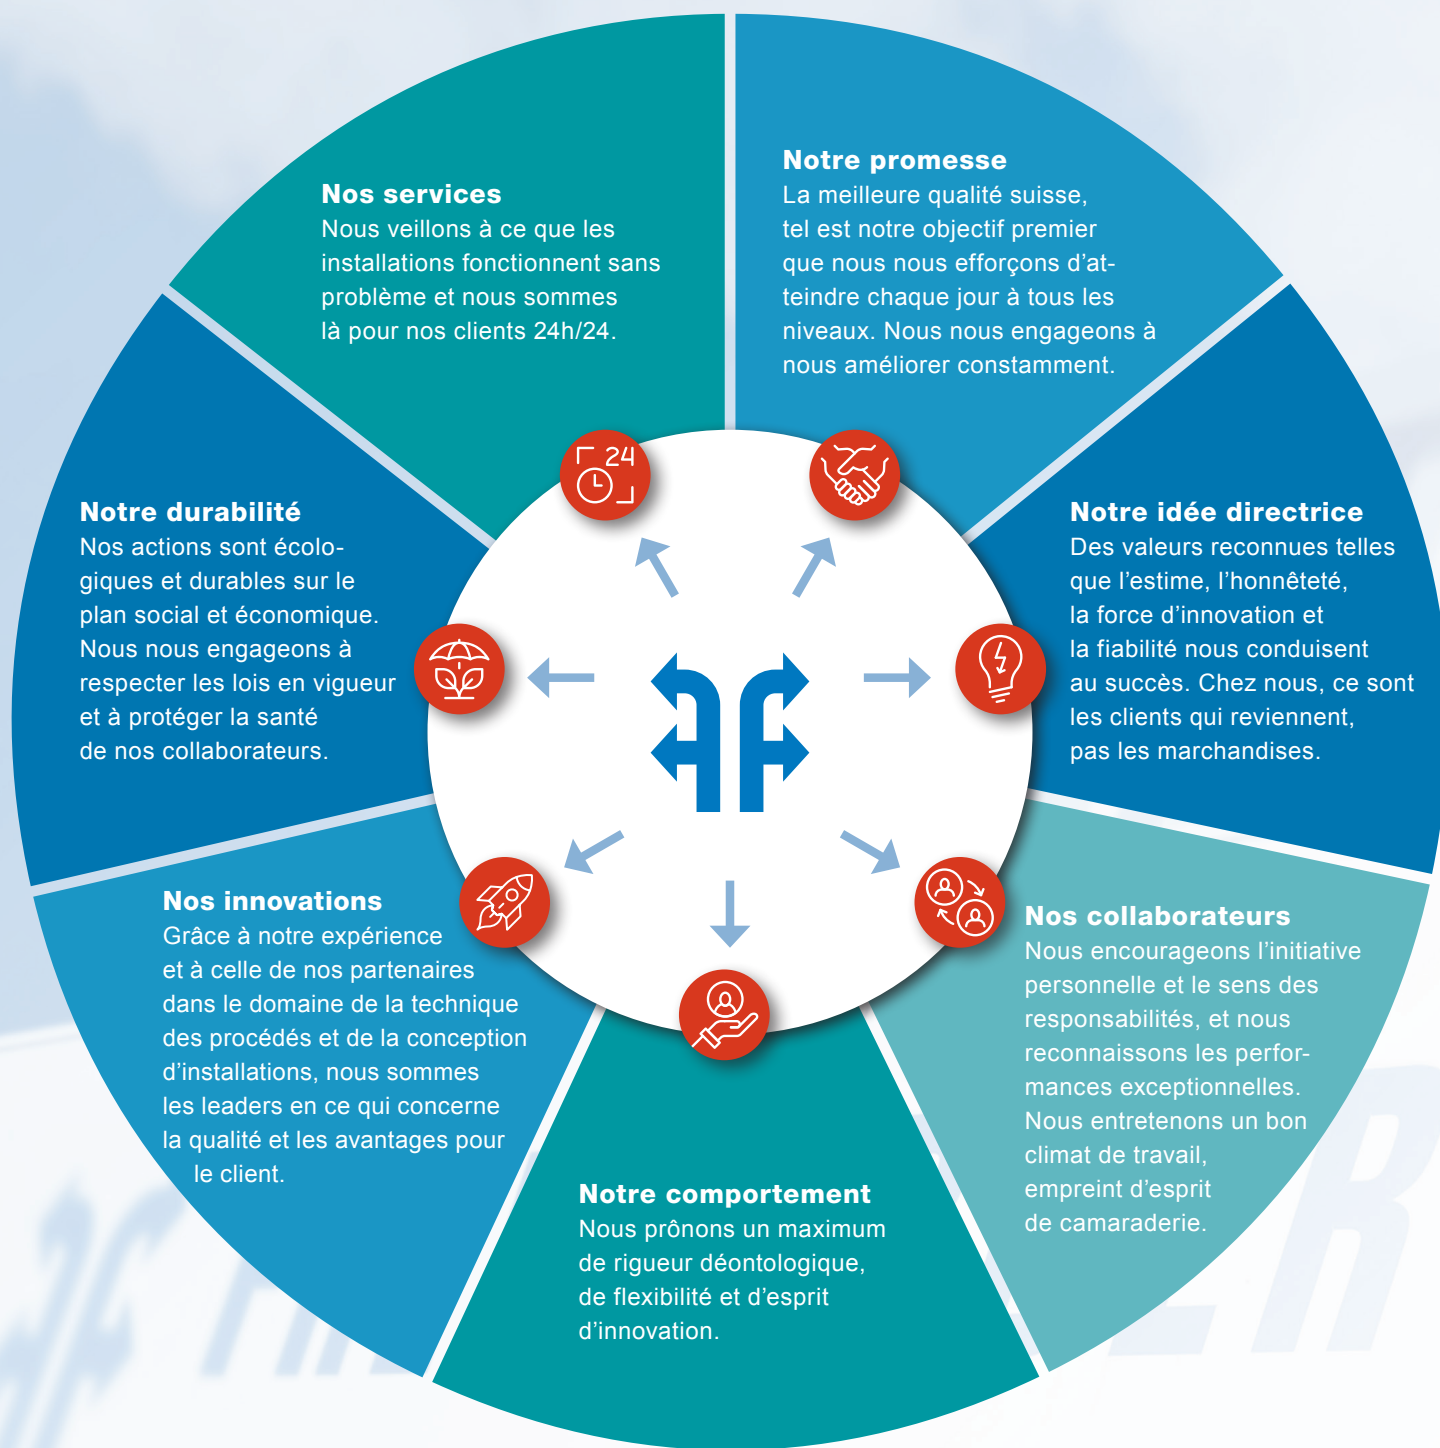 Notre promesse
La meilleure qualité suisse,
tel est notre objectif premier
que nous nous efforçons d'at-
teindre chaque jour à tous les
niveaux. Nous nous engageons à
nous améliorer constamment.
Notre idée directrice
Des valeurs reconnues telles
que l'estime, l'honnêteté,
la force d'innovation et
la fiabilité nous conduisent
au succès. Chez nous, ce sont
les clients qui reviennent,
pas les marchandises.
Nos collaborateurs
Nous encourageons l'initiative
personnelle et le sens des
responsabilités, et nous
reconnaissons les perfor-
mances exceptionnelles.
Nous entretenons un bon
climat de travail,
empreint d'esprit
de camaraderie.
Notre comportement
Nous prônons un maximum
de rigueur déontologique,
de flexibilité et d'esprit
d'innovation.
Nos innovations
Grâce à notre expérience
et à celle de nos partenaires
dans le domaine de la technique
des procédés et de la conception
d'installations, nous sommes
les leaders en ce qui concerne
la qualité et les avantages pour
le client.
Notre durabilité
Nos actions sont écolo-
giques et durables sur le
plan social et économique.
Nous nous engageons à
respecter les lois en vigueur
et à protéger la santé
de nos collaborateurs.
Nos services
Nous veillons à ce que les
installations fonctionnent sans
problème et nous sommes
là pour nos clients 24h/24.
24